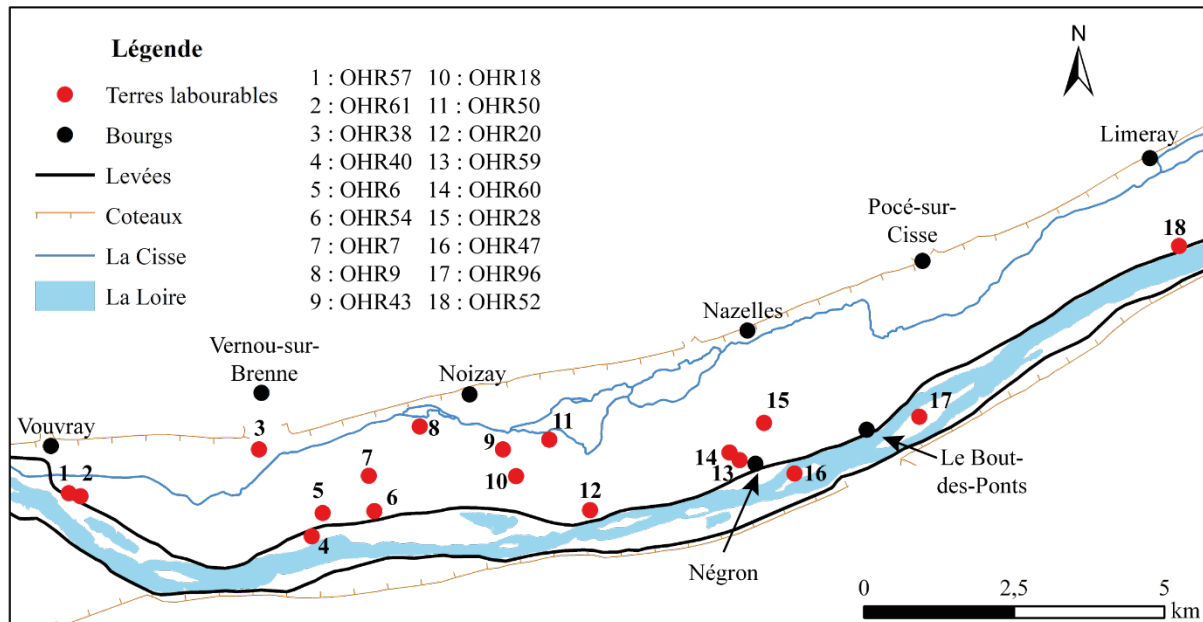 Légende
Terres labourables
Bourgs
Levées
Coteaux
La Cisse
La Loire
1 : OHR57
2 : OHR61
3 : OHR38
4 : OHR40
5 : OHR6
6 : OHR54
7 : OHR7
8 : OHR9
9 : OHR43
10 : OHR18
11 : OHR50
12 : OHR20
13 : OHR59
14 : OHR60
15 : OHR28
16 : OHR47
17 : OHR96
18 : OHR52
N
Limeray
Pocé-sur-
Cisse
18
Nazelles
Vernou-sur-
Brenne
Noizay
Vouvray
1
2
3
4
5
6
7
8
9
10
11
12
13
14
15
16
17
Le Bout-
des-Ponts
Négron
0
2,5
5
km